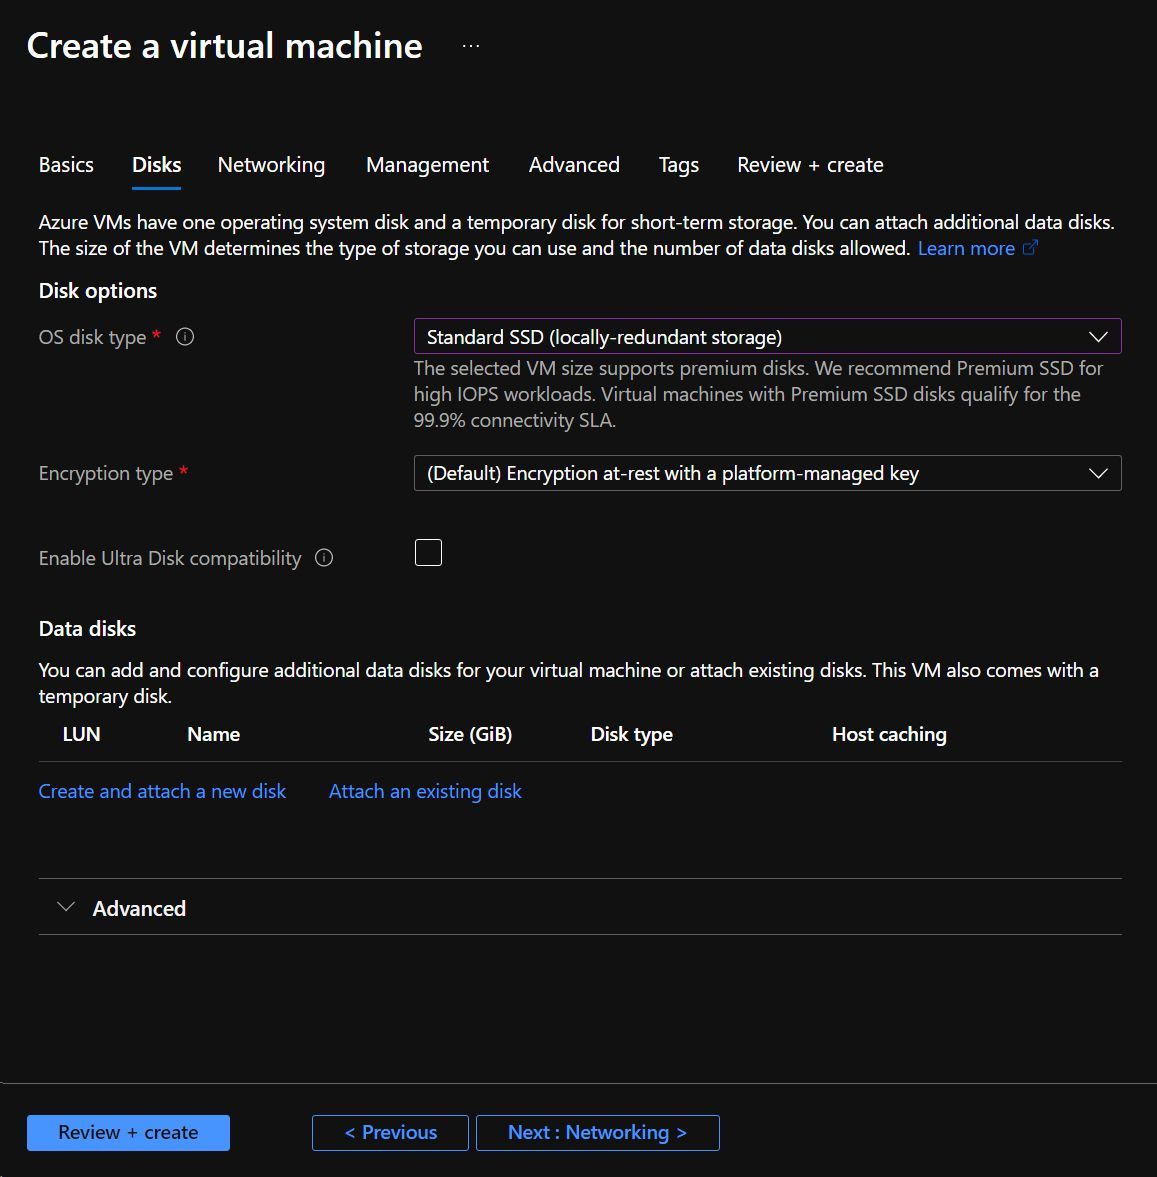 Create a virtual machine ...
Basics Disks Networking Management Advanced Tags Review + create
Azure VMs have one operating system disk and a temporary disk for short-term storage. You can attach additional data disks.
The size of the VM determines the type of storage you can use and the number of data disks allowed. Learn more
Disk options
OS disk type * Standard SSD (locally-redundant storage)
The selected VM size supports premium disks. We recommend Premium SSD for
high IOPS workloads. Virtual machines with Premium SSD disks qualify for the
99.9% connectivity SLA.
Encryption type * (Default) Encryption at-rest with a platform-managed key
Enable Ultra Disk compatibility
Data disks
You can add and configure additional data disks for your virtual machine or attach existing disks. This VM also comes with a
temporary disk.
LUN Name Size (GiB) Disk type Host caching
Create and attach a new disk Attach an existing disk
Advanced
Review + create < Previous Next : Networking >